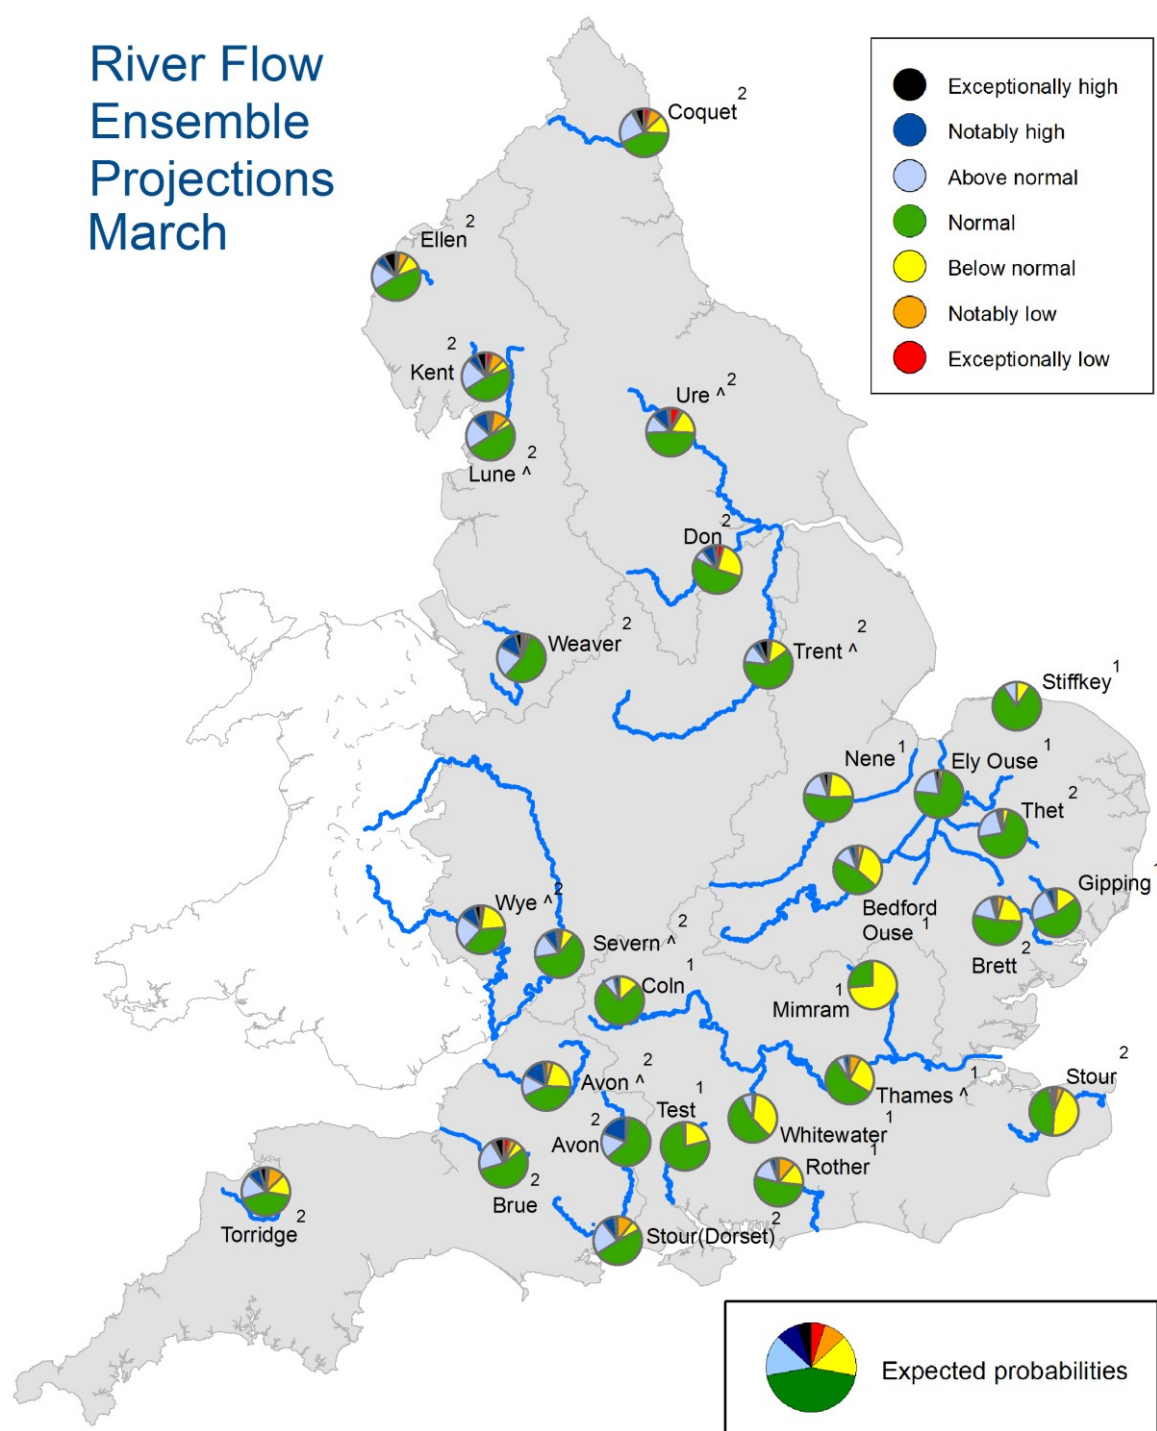 River Flow
Ensemble
Projections
March
Exceptionally high
Notably high
Above normal
Normal
Below normal
Notably low
Exceptionally low
Coquet 2
Ellen 2
Kent 2
Lune ^ 2
Ure ^ 2
Don 2
Weaver 2
Trent ^ 2
Stiffkey 1
Nene 1
Ely Ouse 1
Thet 2
Gipping 1
Bedford
Ouse 1
Brett 2
Wye ^ 2
Severn ^ 2
Coln 1
Mimram 1
Avon ^ 2
Avon 2
Test 1
Thames ^ 1
Stour 2
Whitewater 1
Rother 1
Brue 2
Torridge 2
Stour(Dorset) 2
Expected probabilities